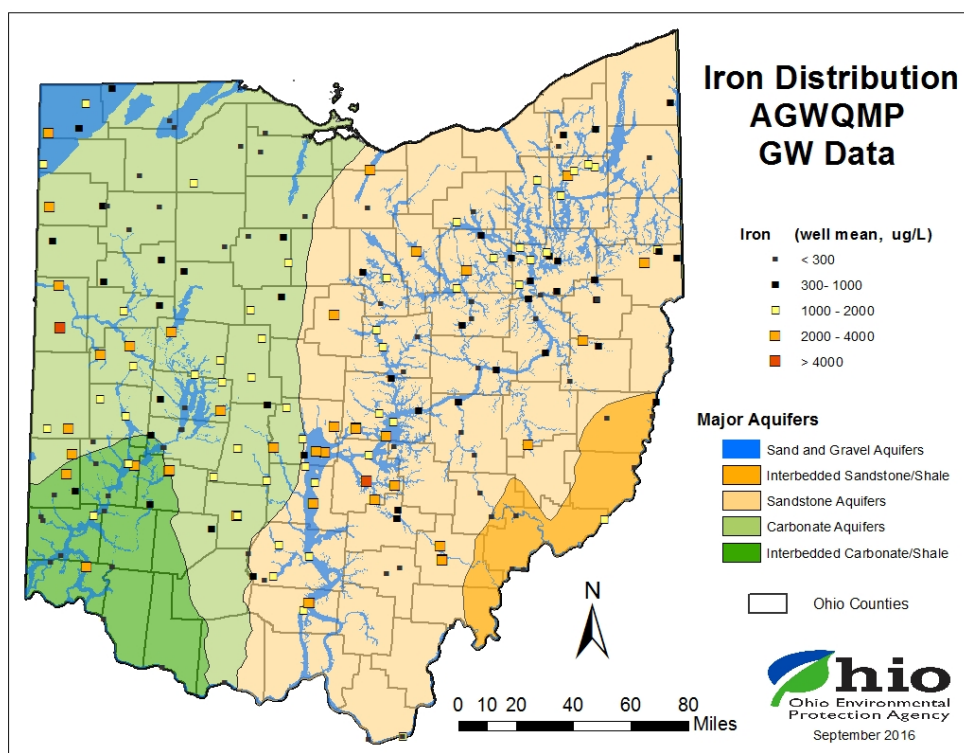 Iron Distribution
AGWQMP
GW Data
Iron (well mean, ug/L)
< 300
300- 1000
1000 - 2000
2000 - 4000
> 4000
Major Aquifers
Sand and Gravel Aquifers
Interbedded Sandstone/Shale
Sandstone Aquifers
Carbonate Aquifers
Interbedded Carbonate/Shale
Ohio Counties
N
0 10 20 40 60 80
Miles
Ohio
Ohio Environmental
Protection Agency
September 2016